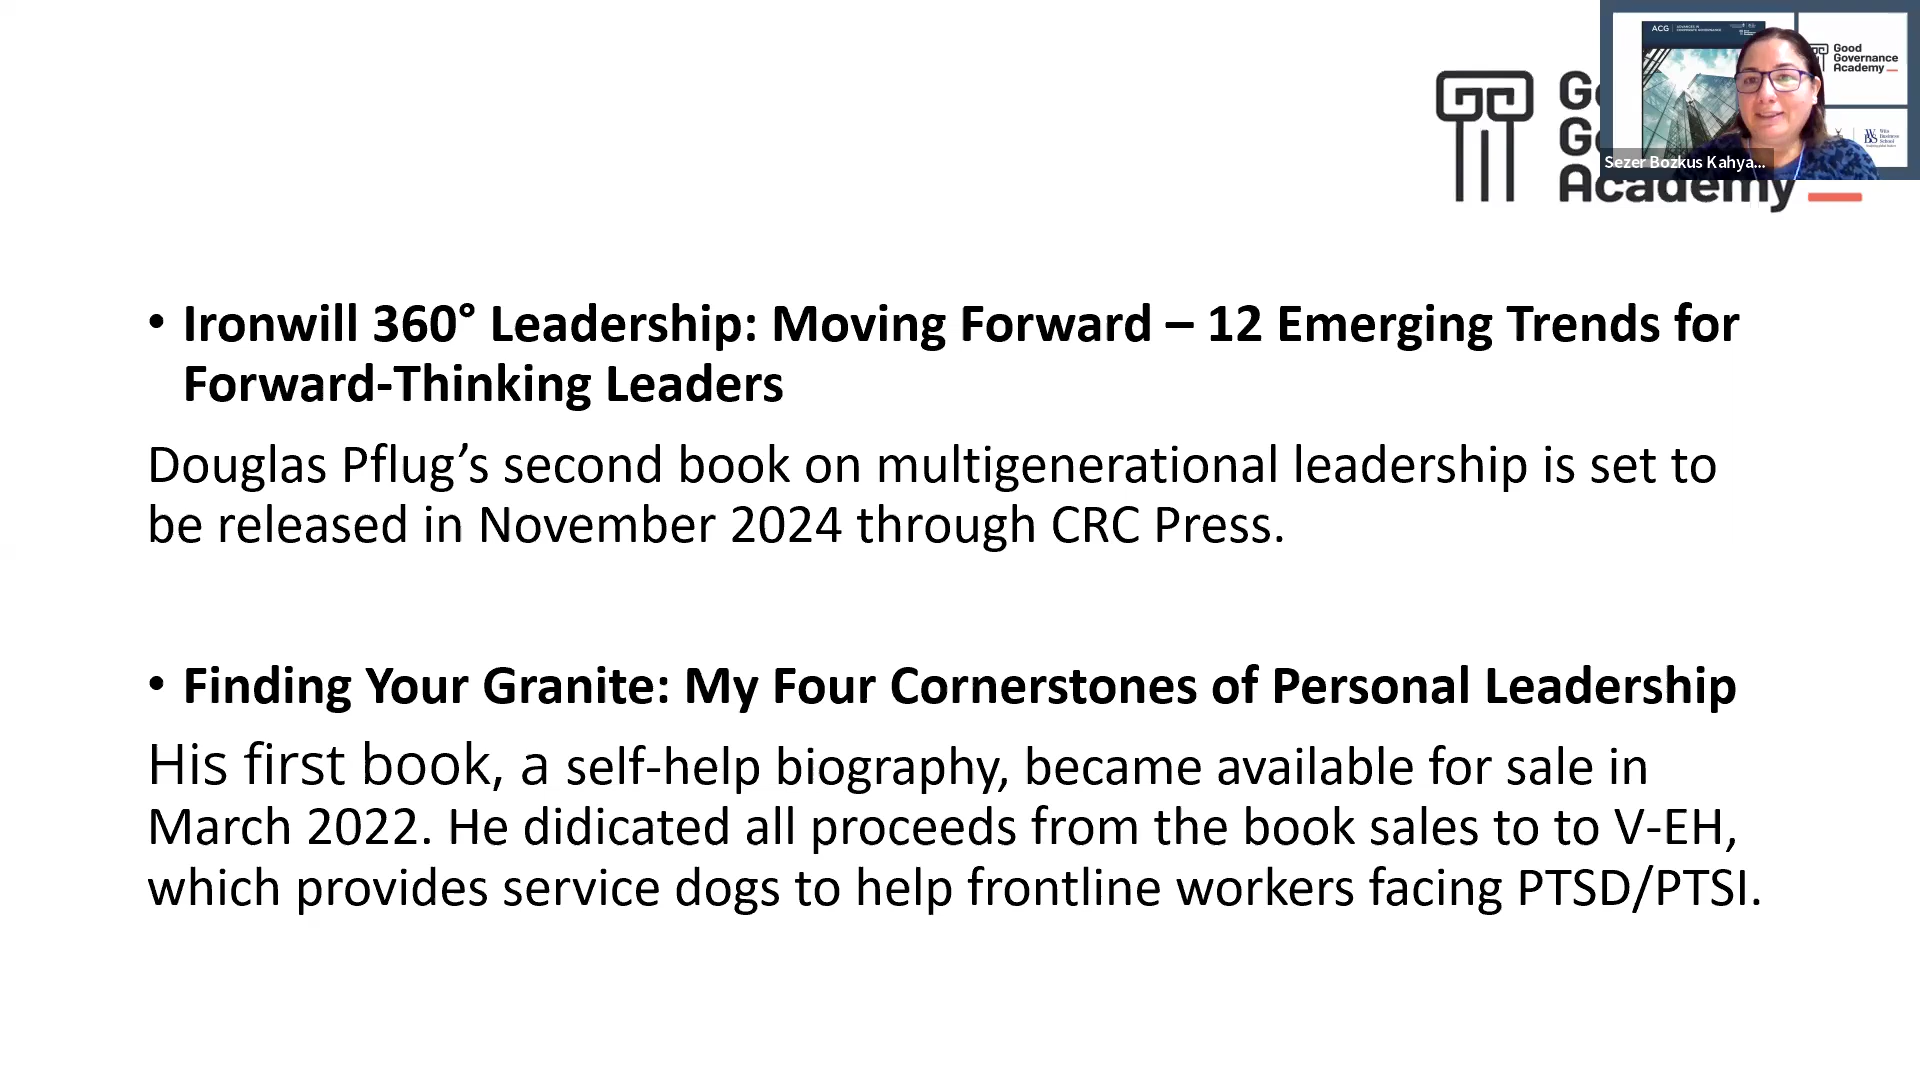 ACG
Good
Governance
Academy
Academy
Sezer Bozkus Kahya...
• Ironwill 360° Leadership: Moving Forward – 12 Emerging Trends for
Forward-Thinking Leaders
Douglas Pflug’s second book on multigenerational leadership is set to
be released in November 2024 through CRC Press.
• Finding Your Granite: My Four Cornerstones of Personal Leadership
His first book, a self-help biography, became available for sale in
March 2022. He didicated all proceeds from the book sales to to V-EH,
which provides service dogs to help frontline workers facing PTSD/PTSI.